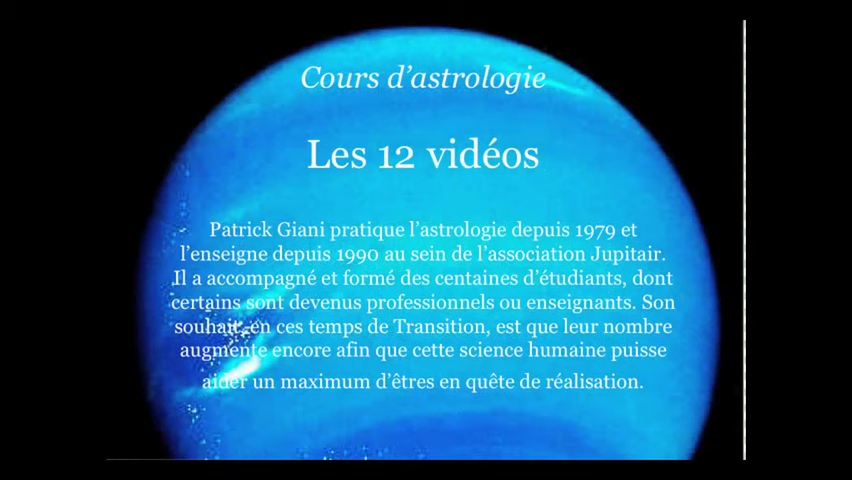 Cours d’astrologie
Les 12 vidéos
Patrick Giani pratique l’astrologie depuis 1979 et
l’enseigne depuis 1990 au sein de l’association Jupitair.
Il a accompagné et formé des centaines d’étudiants, dont
certains sont devenus professionnels ou enseignants. Son
souhait, en ces temps de Transition, est que leur nombre
augmente encore afin que cette science humaine puisse
aider un maximum d’êtres en quête de réalisation.